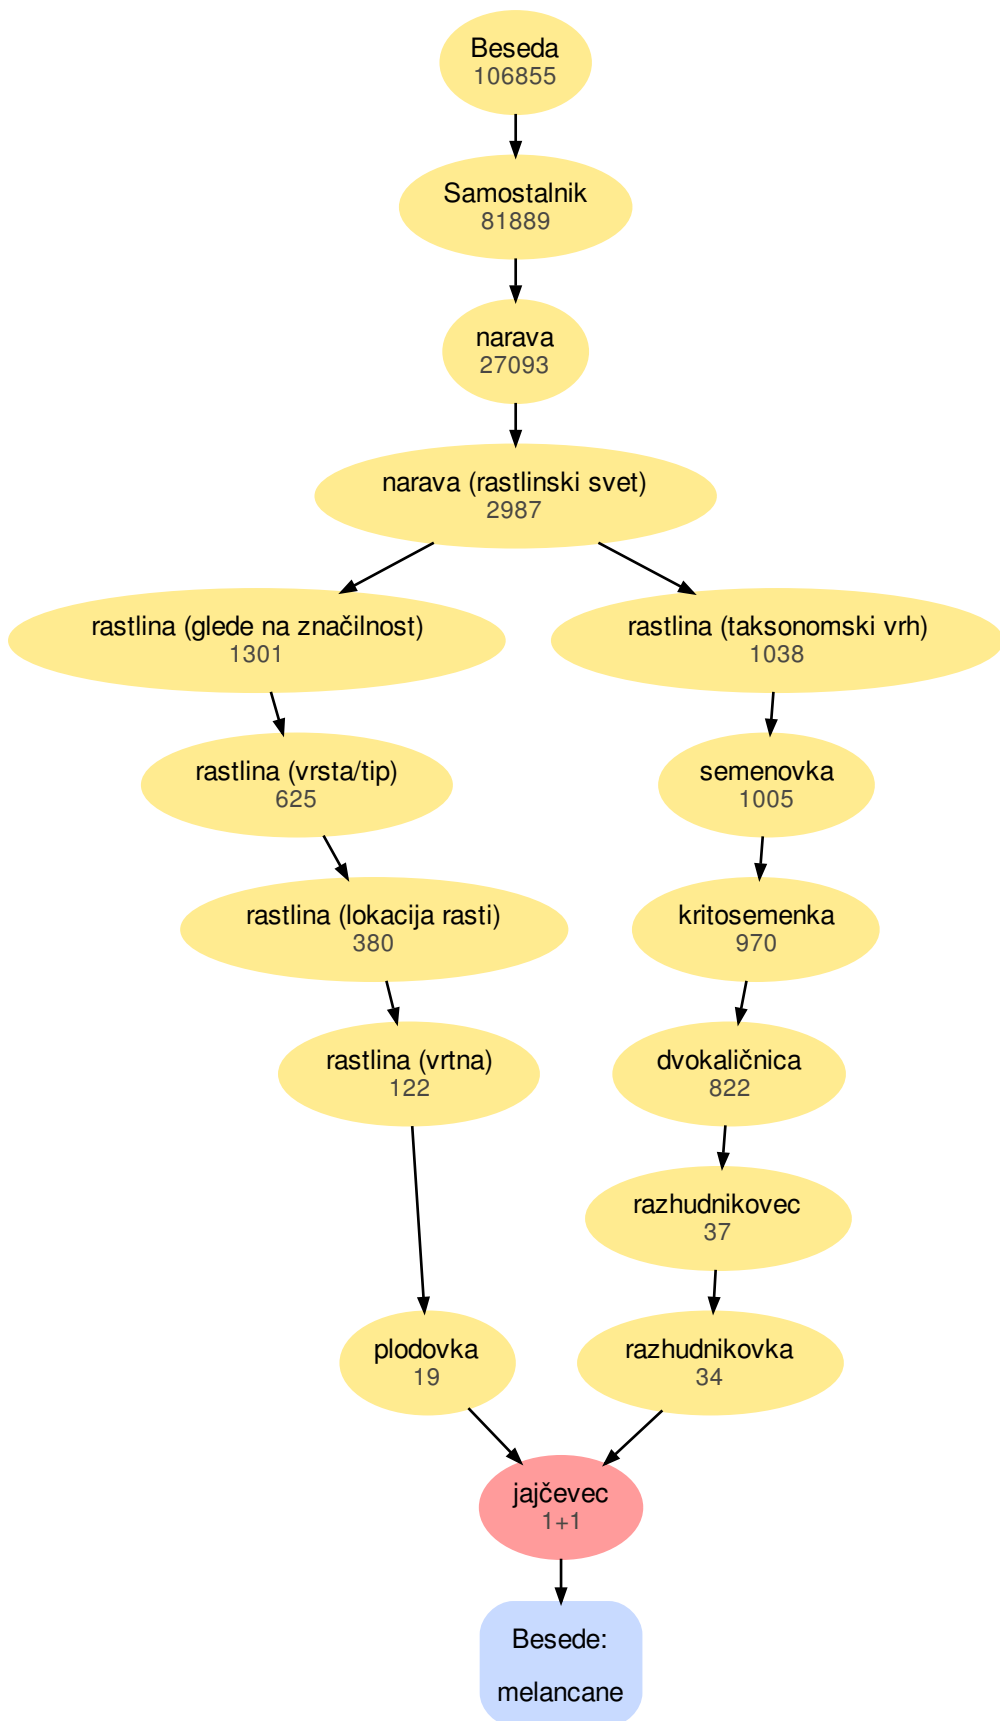 Beseda
106855
Samostalnik
81889
narava
27093
narava (rastlinski svet)
2987
rastlina (glede na značilnost)
1301
rastlina (taksonomski vrh)
1038
rastlina (vrsta/tip)
625
semenovka
1005
rastlina (lokacija rasti)
380
kritosemenka
970
rastlina (vrtna)
122
dvokaličnica
822
razhudnikovec
37
plodovka
19
razhudnikovka
34
jajčevec
1+1
Besede:
melancane